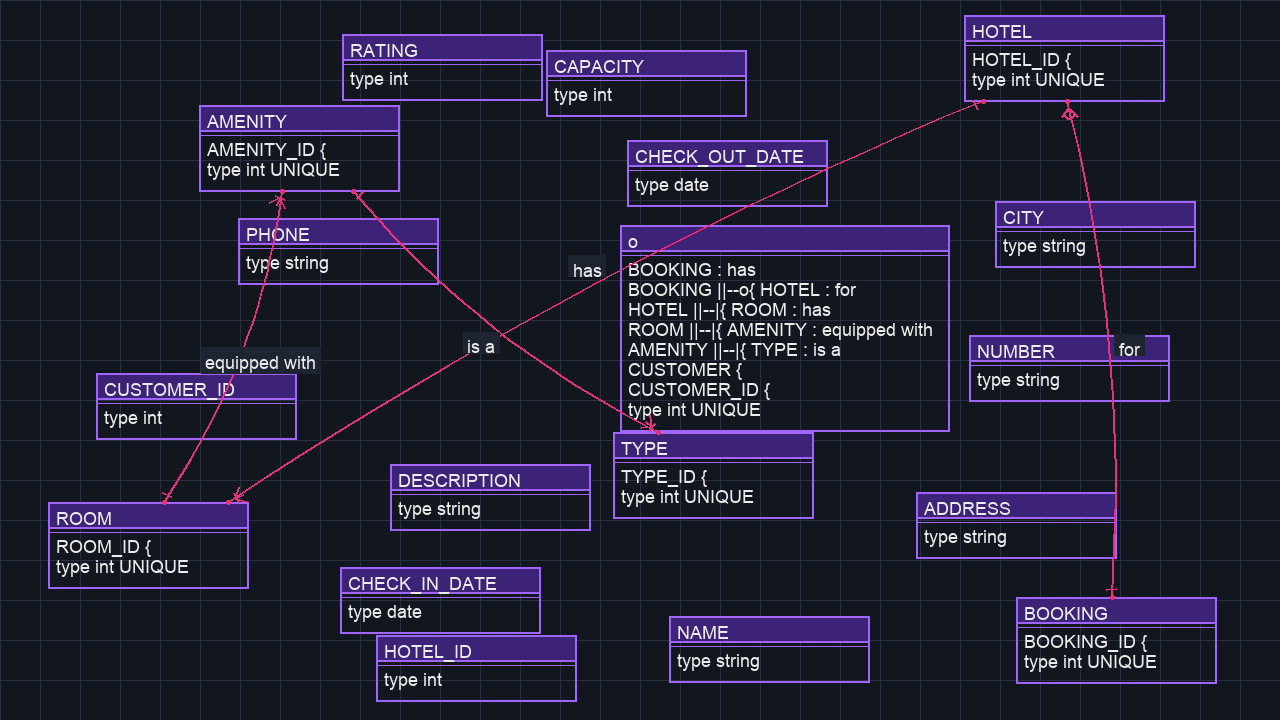 HOTEL
HOTEL_ID {
type int UNIQUE
RATING
type int
CAPACITY
type int
AMENITY
AMENITY_ID {
type int UNIQUE
CHECK_OUT_DATE
type date
CITY
type string
PHONE
type string
o
BOOKING : has
BOOKING ||--o{ HOTEL : for
HOTEL ||--|{ ROOM : has
ROOM ||--|{ AMENITY : equipped with
AMENITY ||--|{ TYPE : is a
CUSTOMER {
CUSTOMER_ID {
type int UNIQUE
has
is a
equipped with
for
NUMBER
type string
CUSTOMER_ID
type int
TYPE
TYPE_ID {
type int UNIQUE
DESCRIPTION
type string
ADDRESS
type string
ROOM
ROOM_ID {
type int UNIQUE
CHECK_IN_DATE
type date
BOOKING
BOOKING_ID {
type int UNIQUE
NAME
type string
HOTEL_ID
type int